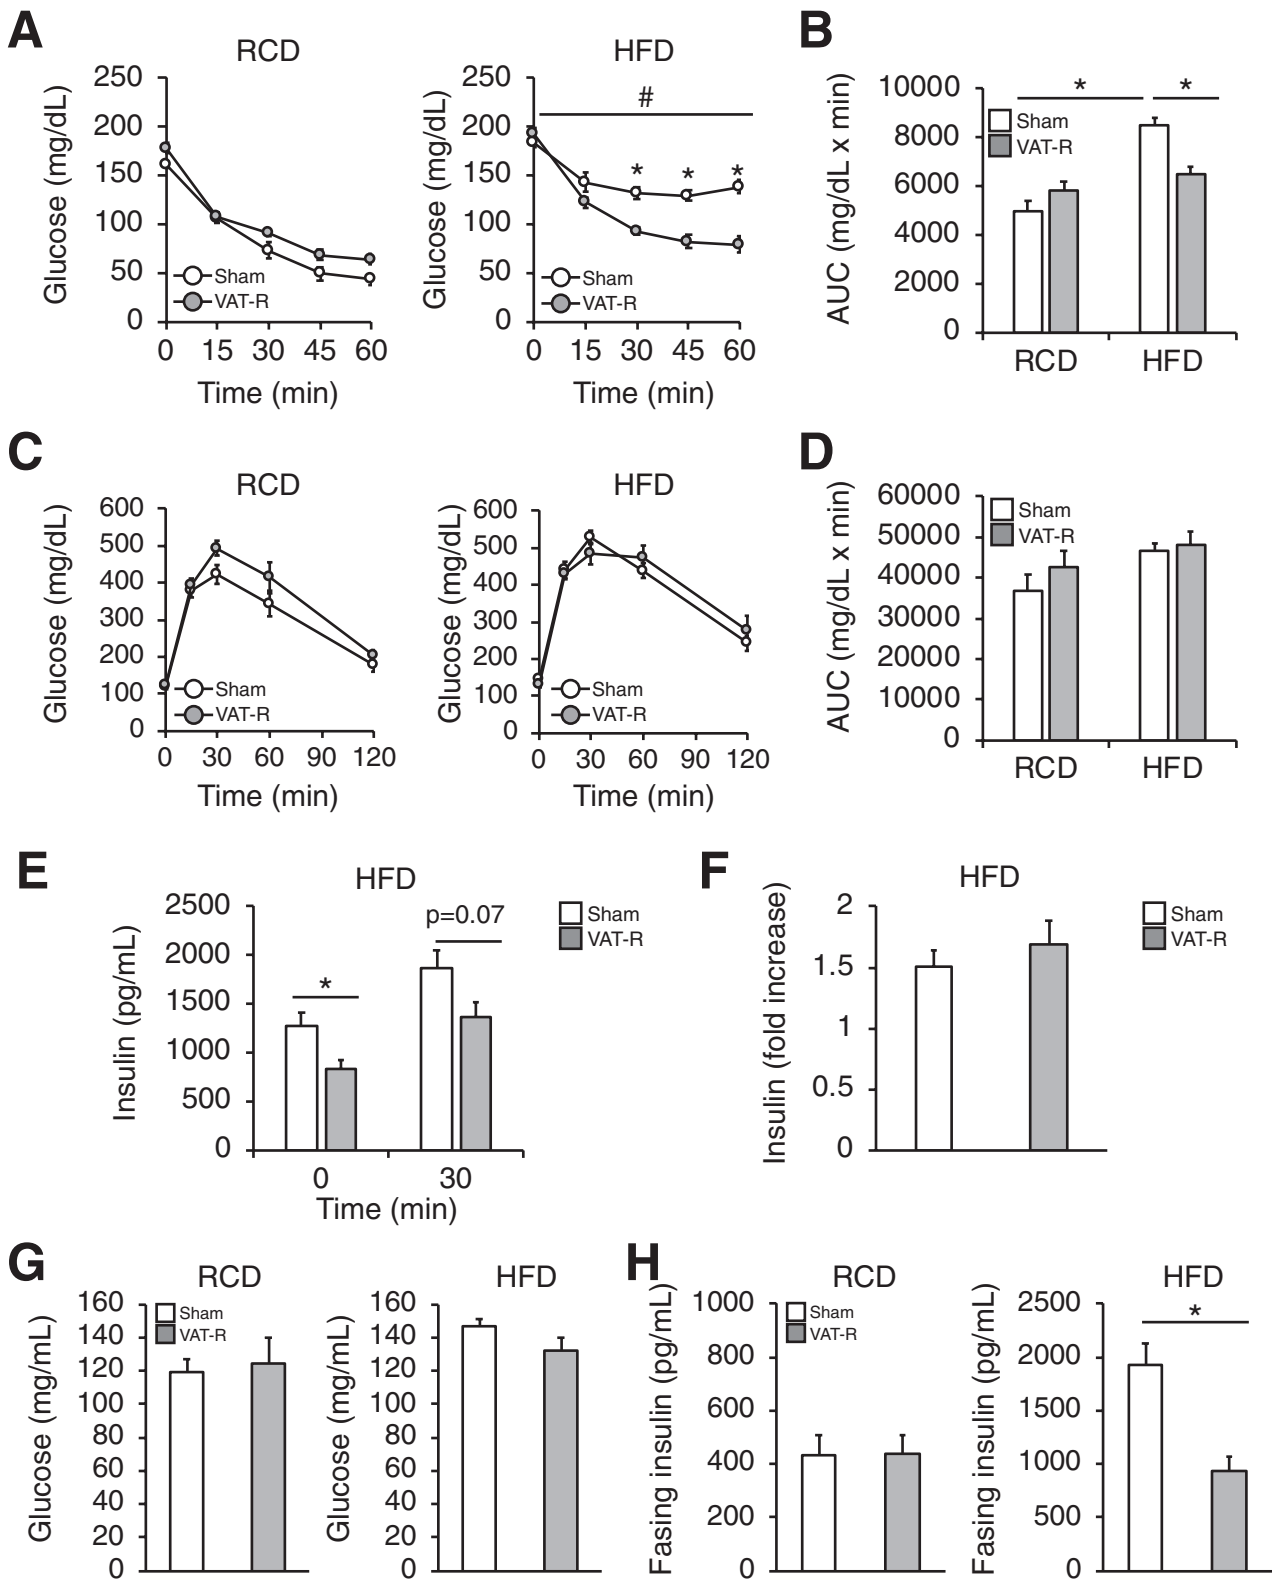 A
RCD
Glucose (mg/dL)
250
200
150
100
50
0
Sham
VAT-R
0 15 30 45 60
Time (min)
HFD
Glucose (mg/dL)
250
200
150
100
50
0
#
* * *
Sham
VAT-R
0 15 30 45 60
Time (min)
B
AUC (mg/dL x min)
10000
8000
6000
4000
2000
0
* *
Sham
VAT-R
RCD HFD
C
RCD
Glucose (mg/dL)
600
500
400
300
200
100
0
Sham
VAT-R
0 30 60 90 120
Time (min)
HFD
Glucose (mg/dL)
600
500
400
300
200
100
0
Sham
VAT-R
0 30 60 90 120
Time (min)
D
AUC (mg/dL x min)
60000
50000
40000
30000
20000
10000
0
Sham
VAT-R
RCD HFD
E
HFD
Insulin (pg/mL)
2500
2000
1500
1000
500
0
*
p=0.07
Sham
VAT-R
0 30
Time (min)
F
HFD
Insulin (fold increase)
2
1.5
1
0.5
0
Sham
VAT-R
G
RCD
Glucose (mg/mL)
160
140
120
100
80
60
40
20
0
Sham
VAT-R
HFD
Glucose (mg/mL)
160
140
120
100
80
60
40
20
0
H
RCD
Fasing insulin (pg/mL)
1000
800
600
400
200
0
Sham
VAT-R
HFD
Fasing insulin (pg/mL)
2500
2000
1500
1000
500
0
*